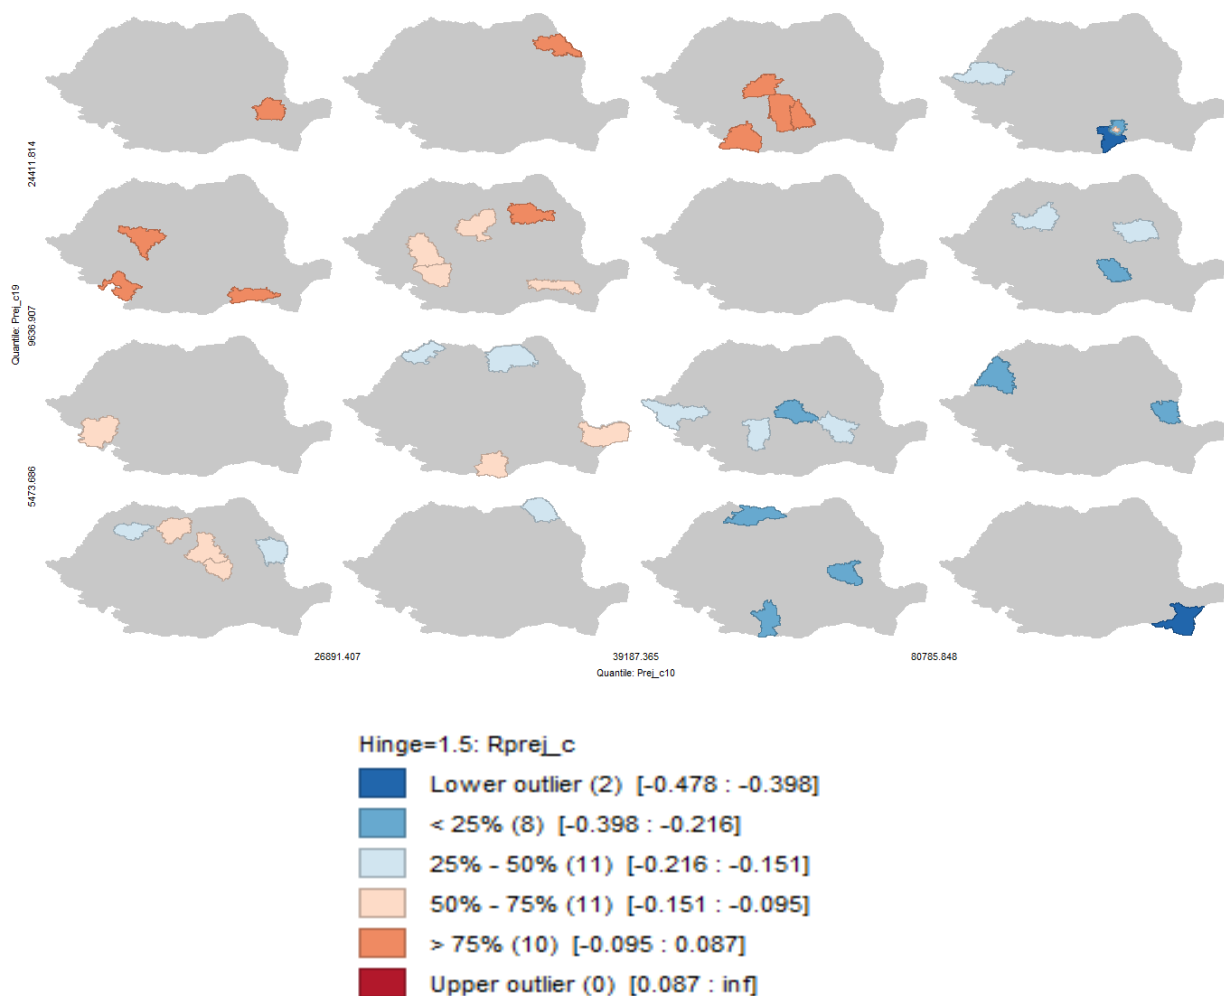 24411.814
Quantile: Prej_c19
9636.907
5473.686
26891.407
39187.365
80785.848
Quantile: Prej_c10
Hinge=1.5: Rprej_c
Lower outlier (2) [-0.478 : -0.398]
< 25% (8) [-0.398 : -0.216]
25% - 50% (11) [-0.216 : -0.151]
50% - 75% (11) [-0.151 : -0.095]
> 75% (10) [-0.095 : 0.087]
Upper outlier (0) [0.087 : inf]